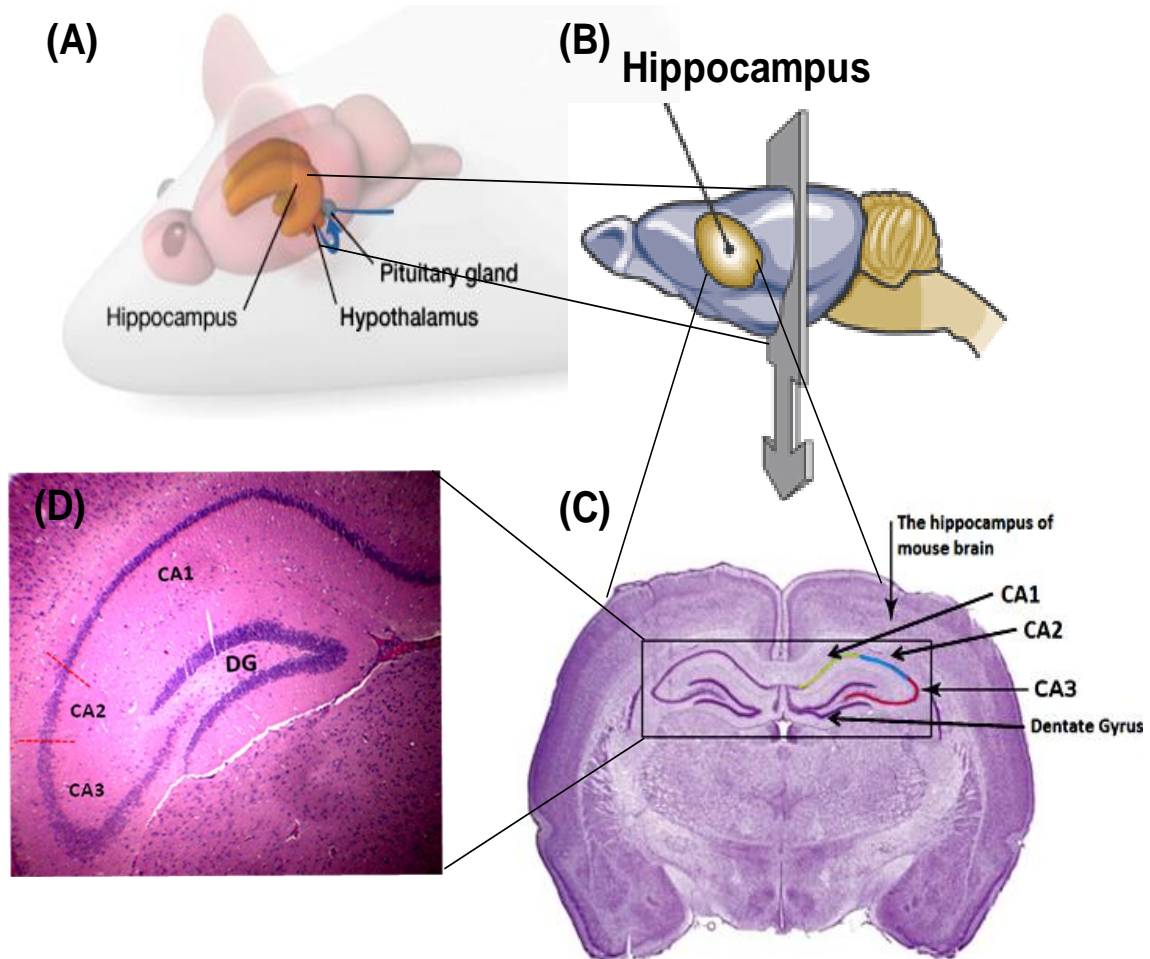 (A)
Pituitary gland
Hippocampus
Hypothalamus
(B)
Hippocampus
(C)
The hippocampus of
mouse brain
CA1
CA2
CA3
Dentate Gyrus
(D)
CA1
DG
CA2
CA3